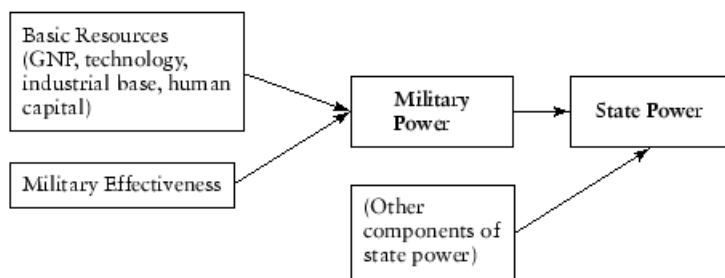 Basic Resources
(GNP, technology,
industrial base, human
capital)
Military Effectiveness
Military
Power
State Power
(Other
components of
state power)